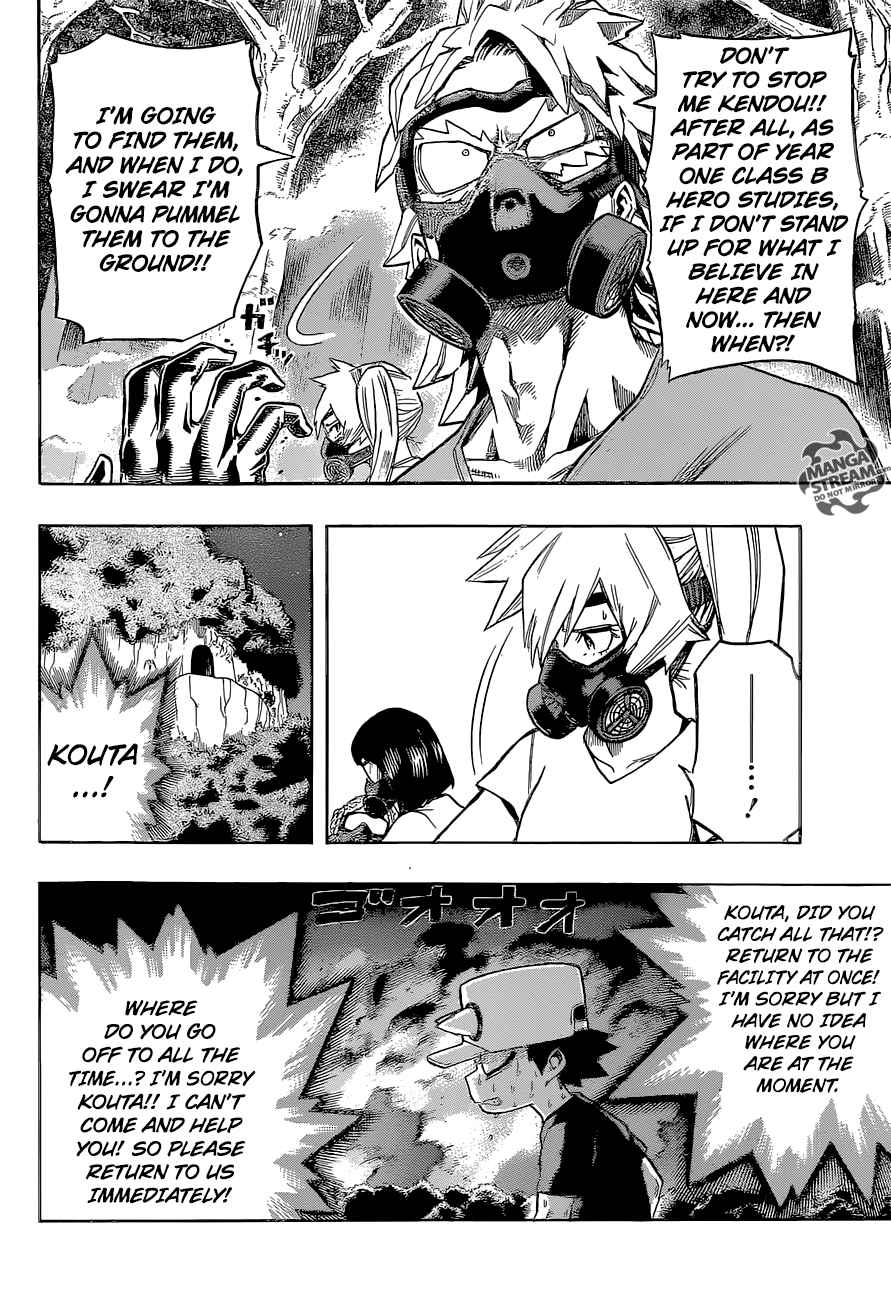 DON'T
TRY TO STOP
ME KENDOU!!
AFTER ALL, AS
PART OF YEAR
ONE CLASS B
HERO STUDIES,
IF I DON'T STAND
UP FOR WHAT I
BELIEVE IN
HERE AND
NOW... THEN
WHEN?!
I'M GOING
TO FIND THEM,
AND WHEN I DO,
I SWEAR I'M
GONNA PUMMEL
THEM TO THE
GROUND!!
ガ
MANGA
STREAM.com
DO NOT MIRROR
...!
KOUTA
...!
ゴオオオ
KOUTA, DID YOU
CATCH ALL THAT!?
RETURN TO THE
FACILITY AT ONCE!
I'M SORRY BUT I
HAVE NO IDEA
WHERE YOU
ARE AT THE
MOMENT.
WHERE
DO YOU GO
OFF TO ALL THE
TIME...? I'M SORRY
KOUTA!! I CAN'T
COME AND HELP
YOU! SO PLEASE
RETURN TO US
IMMEDIATELY!